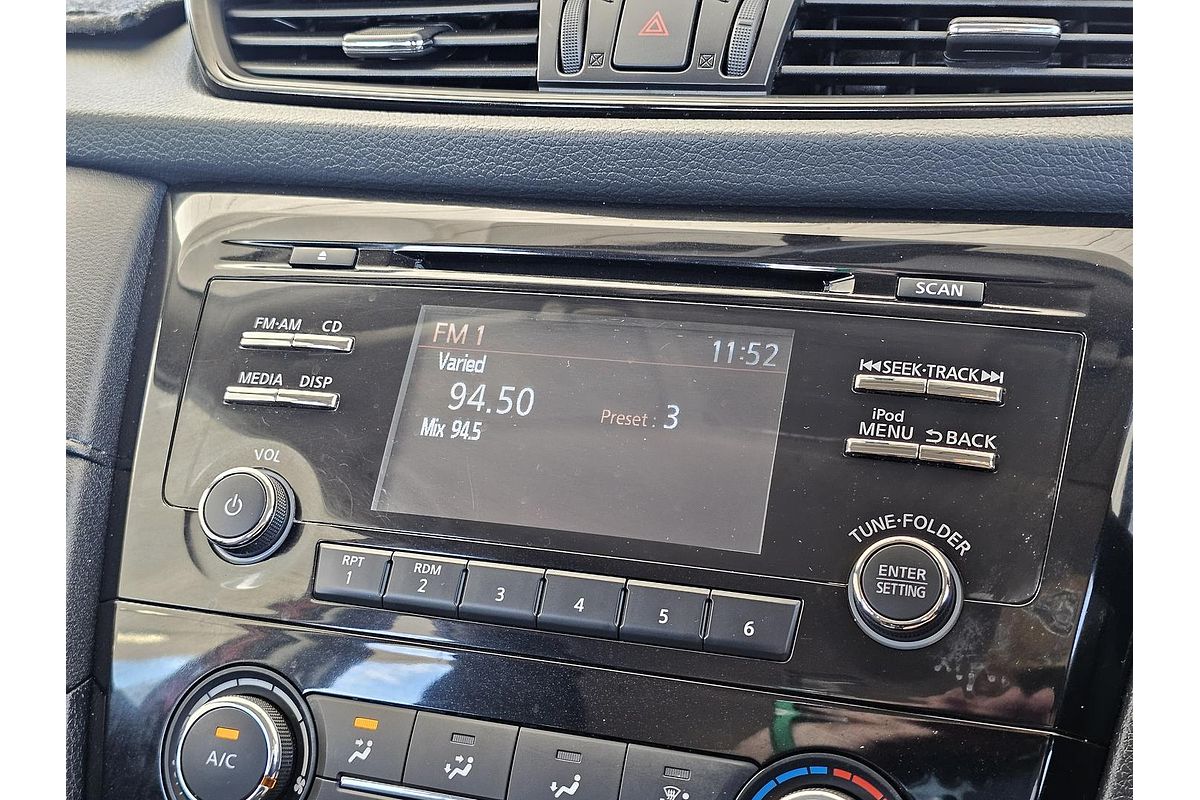 SCAN
FM·AM CD
MEDIA DISP
VOL
FM 1 11:52
Varied
94.50
Preset : 3
Mix 94.5
SEEK·TRACK
iPod
MENU BACK
TUNE·FOLDER
ENTER
SETTING
RPT
1
RDM
2
3
4
5
6
A/C